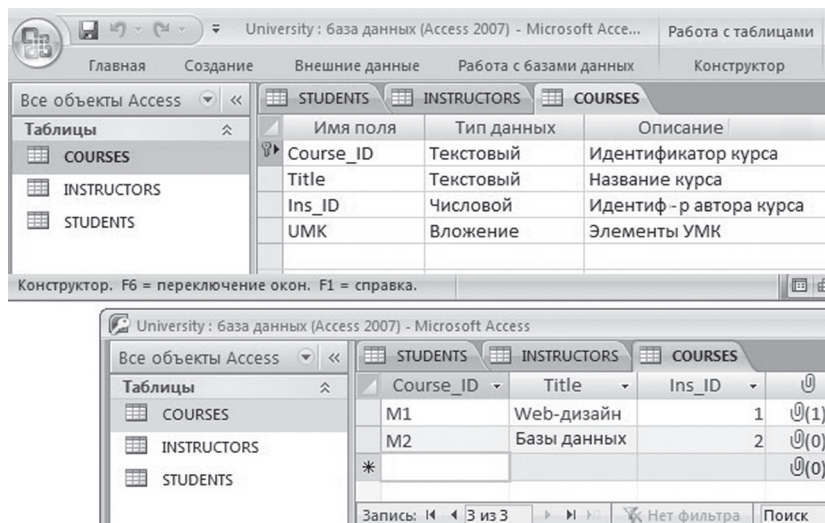 University : база данных (Access 2007) - Microsoft Acce... Работа с таблицами
Главная Создание Внешние данные Работа с базами данных Конструктор
Все объекты Access « STUDENTS INSTRUCTORS COURSES
Таблицы Имя поля Тип данных Описание
COURSES Course_ID Текстовый Идентификатор курса
Title Текстовый Название курса
INSTRUCTORS Ins_ID Числовой Идентиф-р автора курса
STUDENTS UMK Вложение Элементы УМК
Конструктор. F6 = переключение окон. F1 = справка.
University : база данных (Access 2007) - Microsoft Access
Все объекты Access « STUDENTS INSTRUCTORS COURSES
Таблицы Course_ID Title Ins_ID
COURSES M1 Web-дизайн 1 (1)
INSTRUCTORS M2 Базы данных 2 (0)
STUDENTS * (0)
Запись: 3 из 3 Нет фильтра Поиск